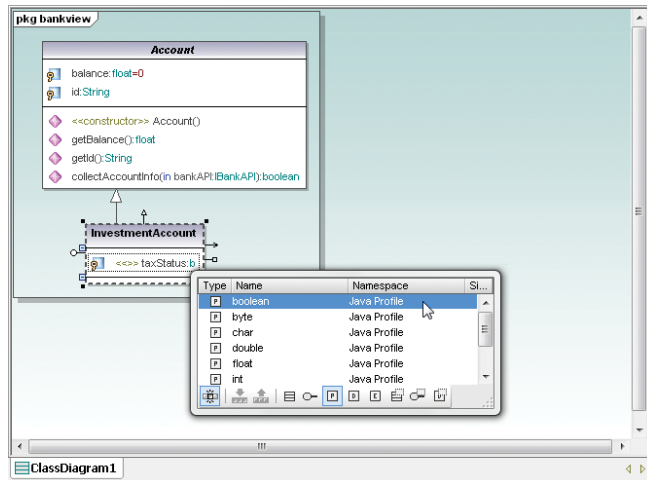 pkg bankview
Account
balance:float=0
id:String
<<constructor>> Account()
getBalance():float
getId():String
collectAccountInfo(in bankAPI:IBankAPI):boolean
InvestmentAccount
<<>> taxStatus:b
Type Name Namespace Si...
P boolean Java Profile
P byte Java Profile
P char Java Profile
P double Java Profile
P float Java Profile
P int Java Profile
P D E
ClassDiagram1